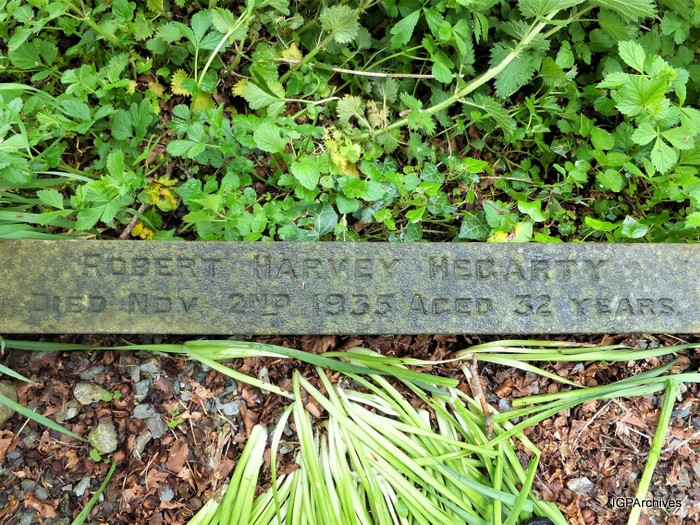 ROBERT HARVEY HEGARTY
DIED NOV 2ND 1935 AGED 32 YEARS.
IGPArchives